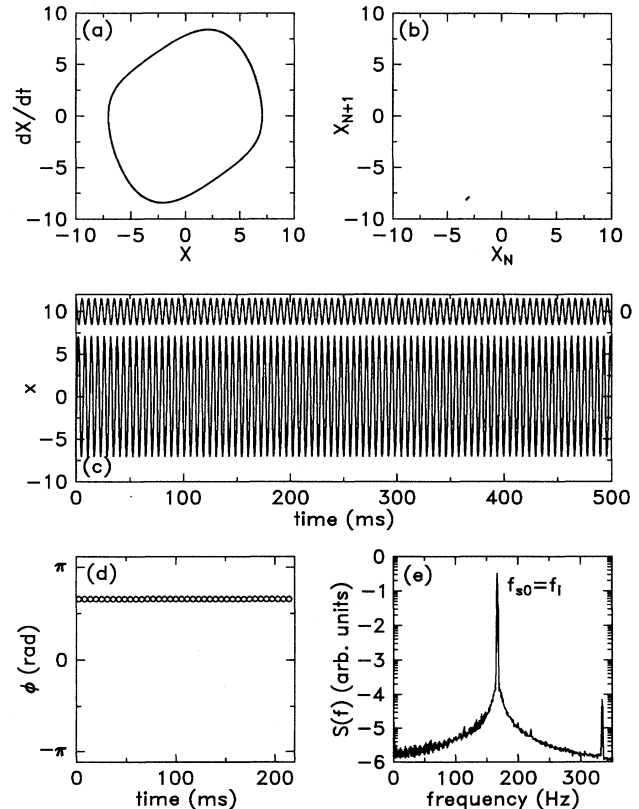 (a)
dX/dt
10
5
0
−5
−10
−10 −5 0 5 10
X
(b)
X_{N+1}
10
5
0
−5
−10
−10 −5 0 5 10
X_N
(c)
x
10
5
0
−5
−10
0
0 100 200 300 400 500
time (ms)
(d)
ϕ (rad)
π
0
−π
0 50 100 150 200
time (ms)
(e)
f_{s0}=f_i
S(f) (arb. units)
0
−1
−2
−3
−4
−5
−6
0 100 200 300
frequency (Hz)